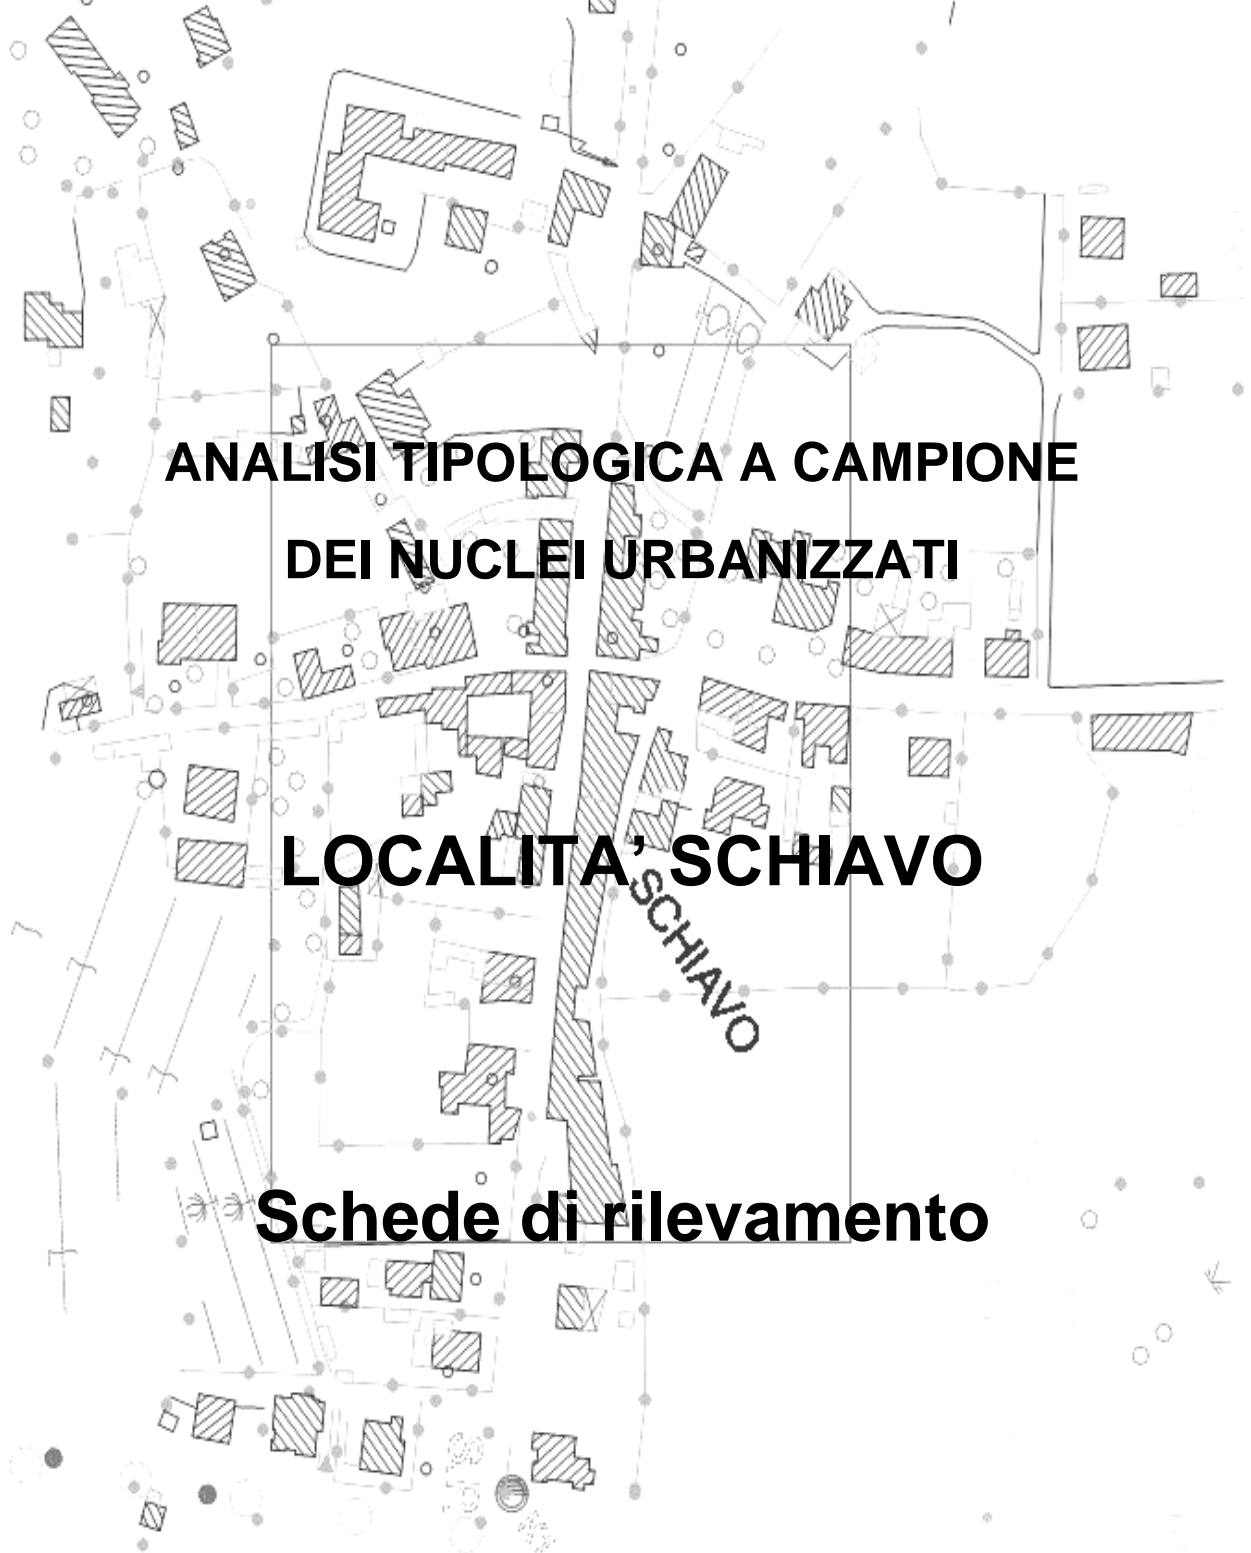 ANALISI TIPOLOGICA A CAMPIONE
DEI NUCLEI URBANIZZATI
LOCALITA’ SCHIAVO
SCHIAVO
Schede di rilevamento